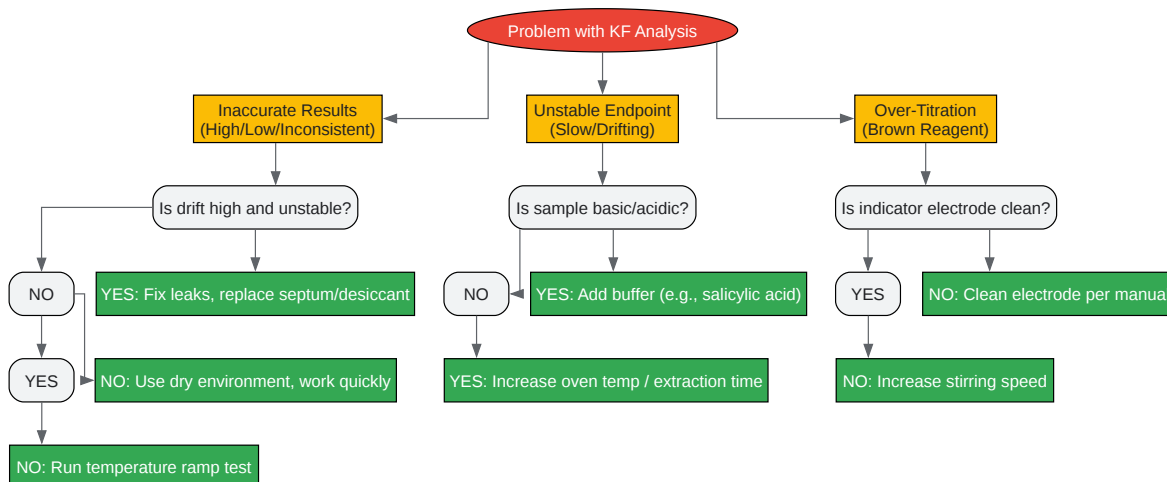 Problem with KF Analysis
Inaccurate Results
(High/Low/Inconsistent)
Unstable Endpoint
(Slow/Drifting)
Over-Titration
(Brown Reagent)
Is drift high and unstable?
Is sample basic/acidic?
Is indicator electrode clean?
NO
YES: Fix leaks, replace septum/desiccant
NO
YES: Add buffer (e.g., salicylic acid)
YES
NO: Clean electrode per manual
YES
NO: Use dry environment, work quickly
YES: Increase oven temp / extraction time
NO: Increase stirring speed
NO: Run temperature ramp test